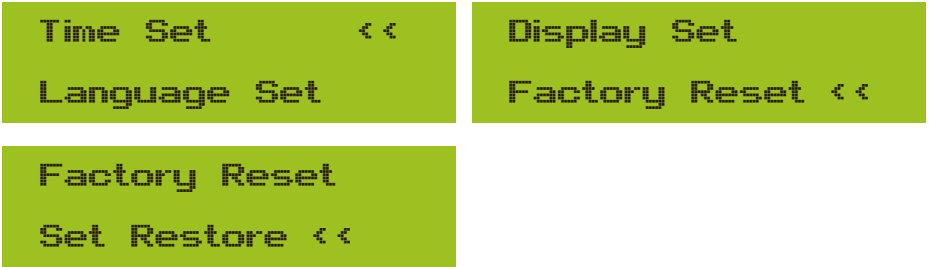 Time Set <<
Language Set
Display Set
Factory Reset <<
Factory Reset
Set Restore <<